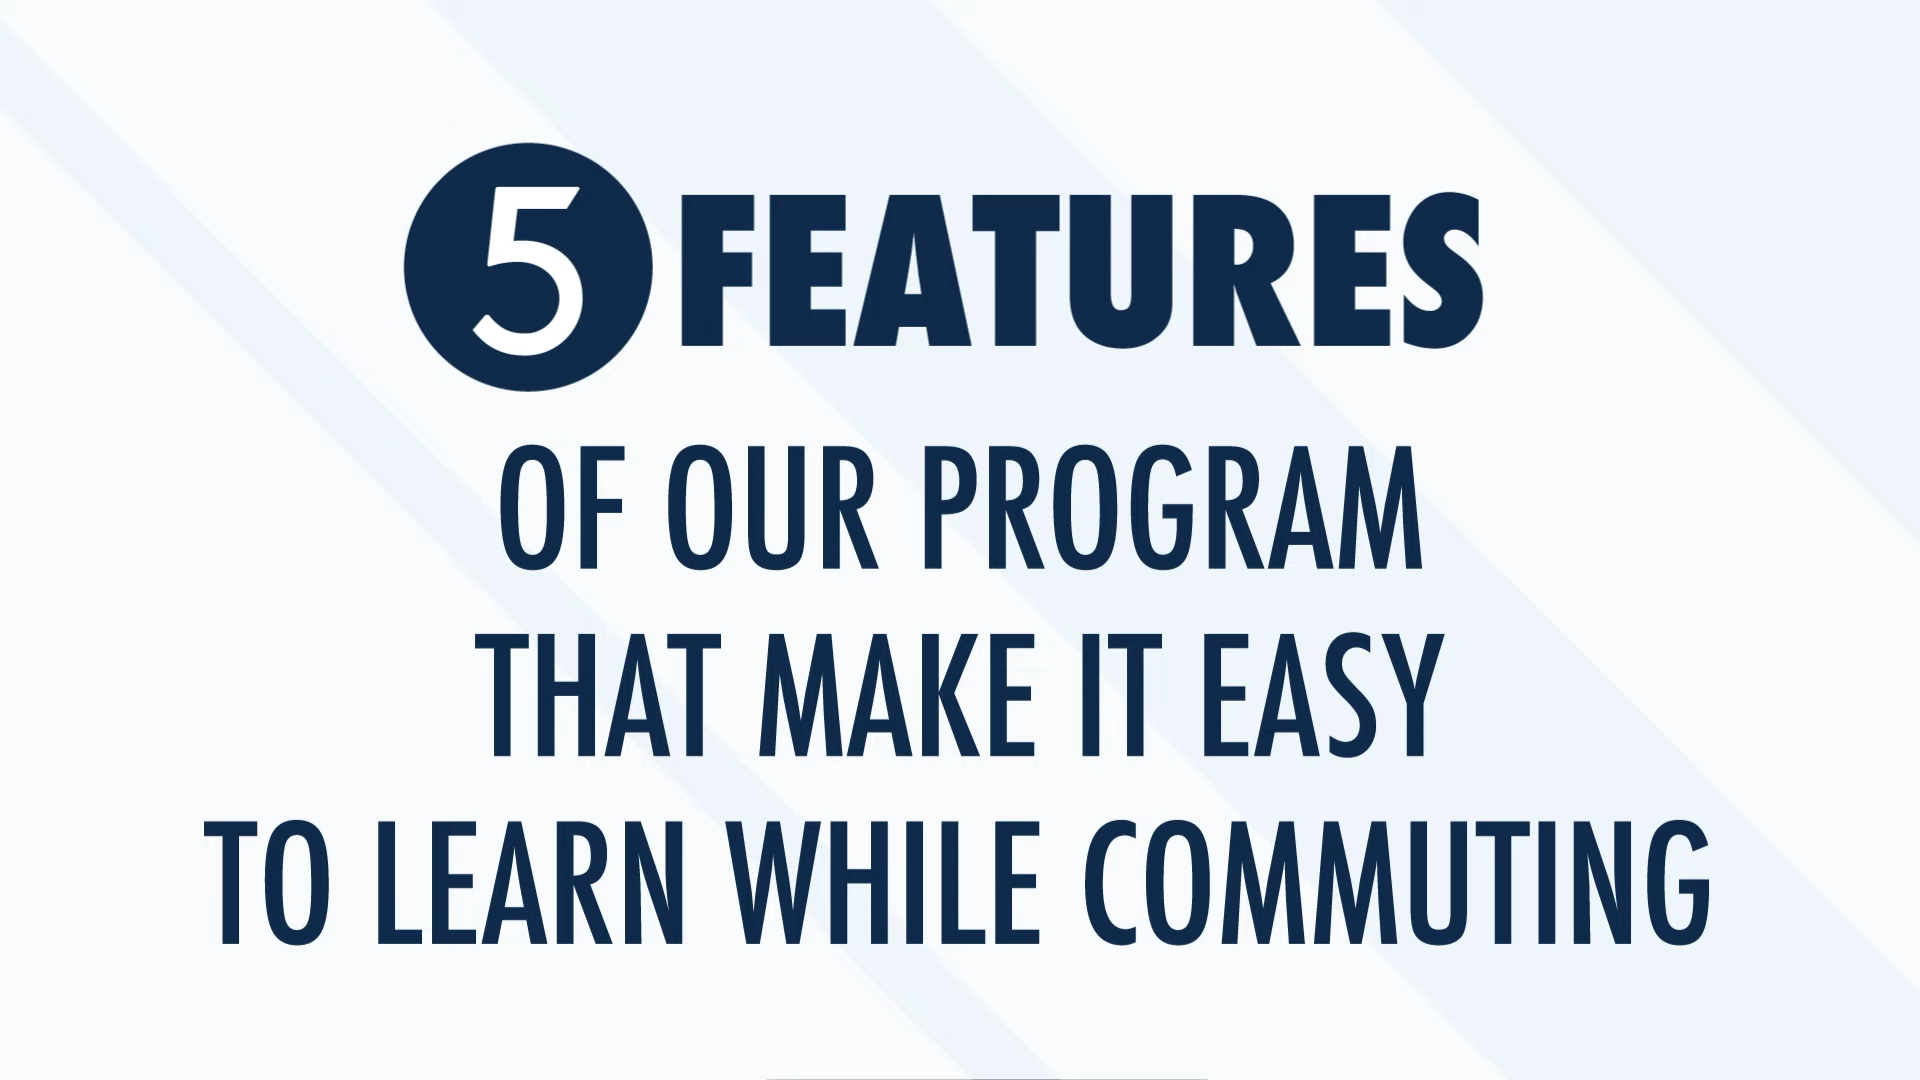 5 FEATURES
OF OUR PROGRAM
THAT MAKE IT EASY
TO LEARN WHILE COMMUTING